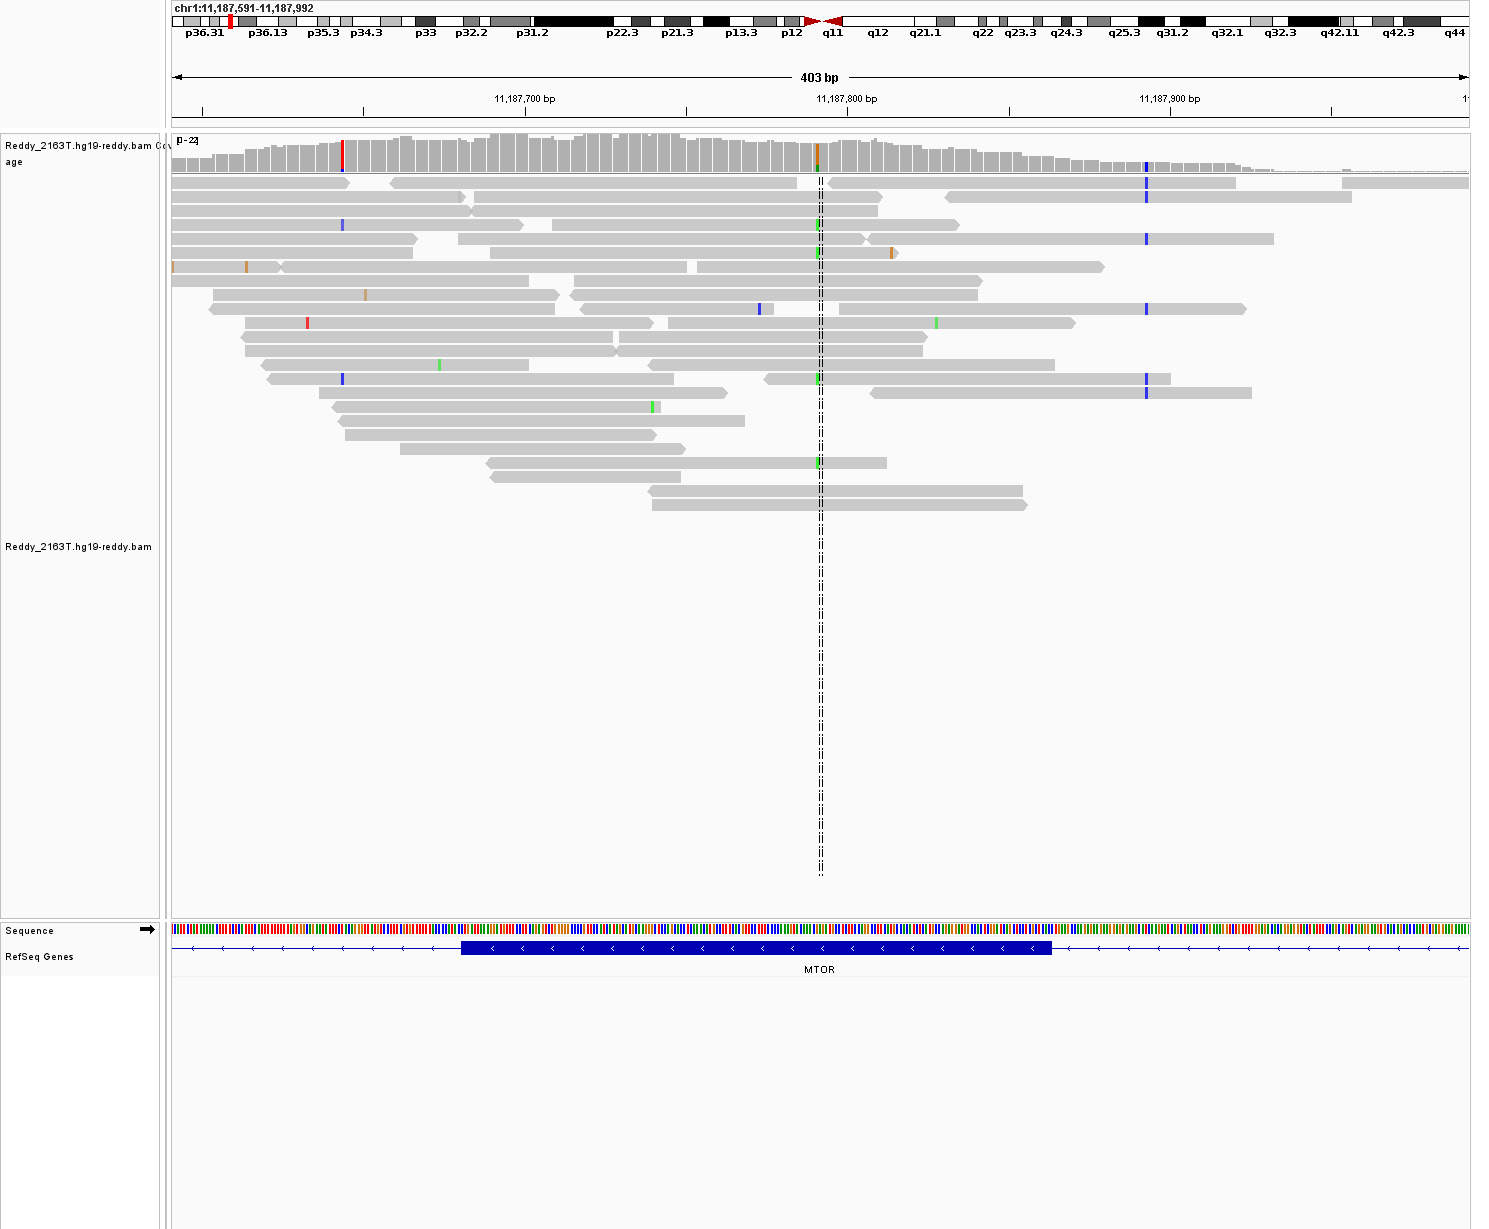 chr1:11,187,591-11,187,992
p36.31 p36.13 p35.3 p34.3 p33 p32.2 p31.2 p22.3 p21.3 p13.3 p12 q11 q12 q21.1 q22 q23.3 q24.3 q25.3 q31.2 q32.1 q32.3 q42.11 q42.3 q44
403 bp
11,187,700 bp 11,187,800 bp 11,187,900 bp
Reddy_2163T.hg19-reddy.bam Cov
age
[0-22]
Reddy_2163T.hg19-reddy.bam
Sequence
RefSeq Genes
MTOR